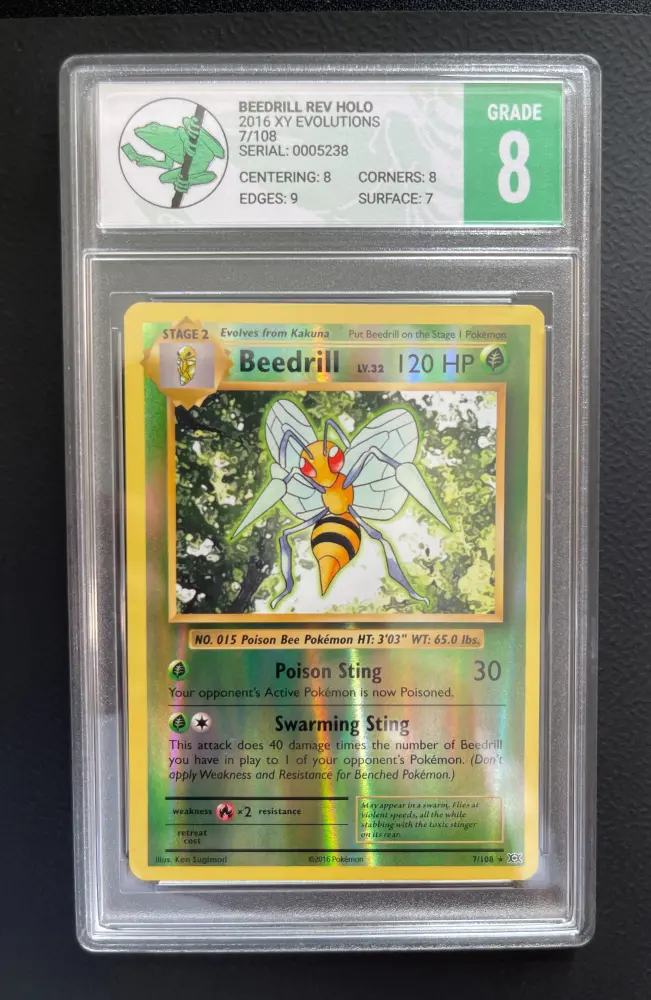 BEEDRILL REV HOLO
2016 XY EVOLUTIONS
7/108
SERIAL: 0005238
CENTERING: 8 CORNERS: 8
EDGES: 9 SURFACE: 7
GRADE
8
STAGE 2 Evolves from Kakuna Put Beedrill on the Stage 1 Pokémon
Beedrill LV.32 120 HP
NO. 015 Poison Bee Pokémon HT: 3'03" WT: 65.0 lbs.
Poison Sting 30
Your opponent's Active Pokémon is now Poisoned.
Swarming Sting
This attack does 40 damage times the number of Beedrill
you have in play to 1 of your opponent's Pokémon. (Don't
apply Weakness and Resistance for Benched Pokémon.)
weakness ×2 resistance
retreat
cost
May appear in a swarm. Flies at
violent speeds, all the while
stabbing with the toxic stinger
on its rear.
Illus. Ken Sugimori ©2016 Pokémon 7/108 ★